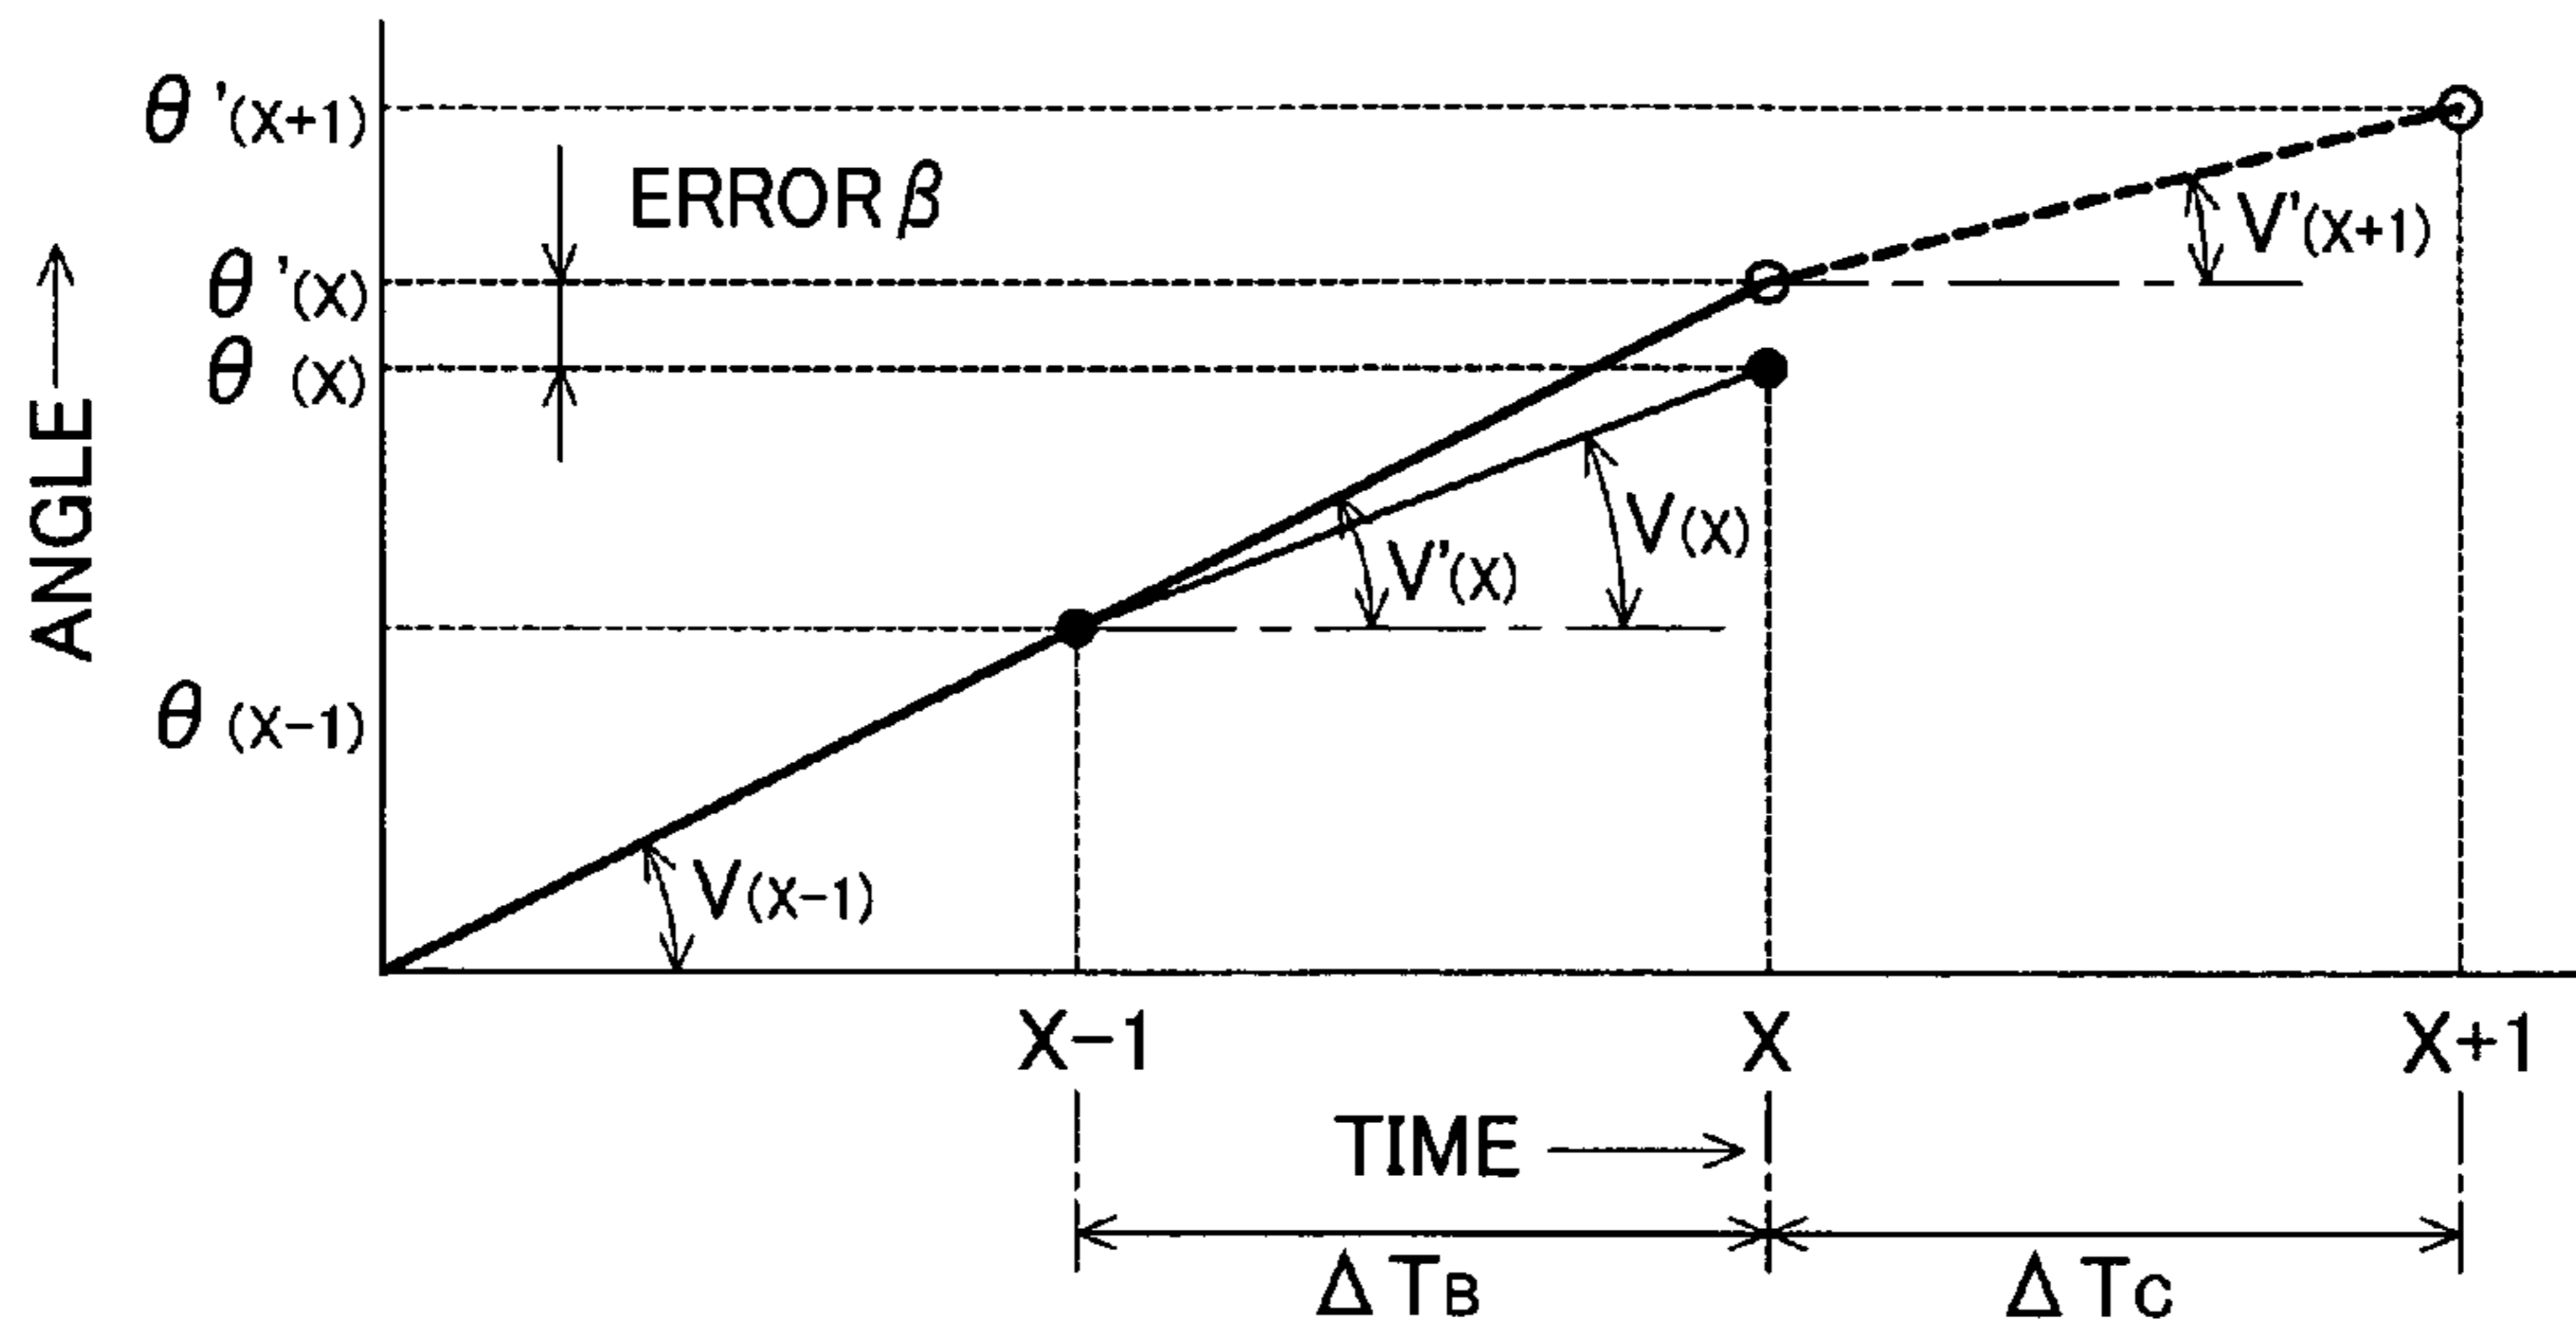 θ'(X+1)
ERROR β
θ'(X)
V'(X+1)
θ (X)
ANGLE →
V(X)
V'(X)
θ (X−1)
V(X−1)
X−1
X
X+1
TIME →
ΔTB
ΔTC